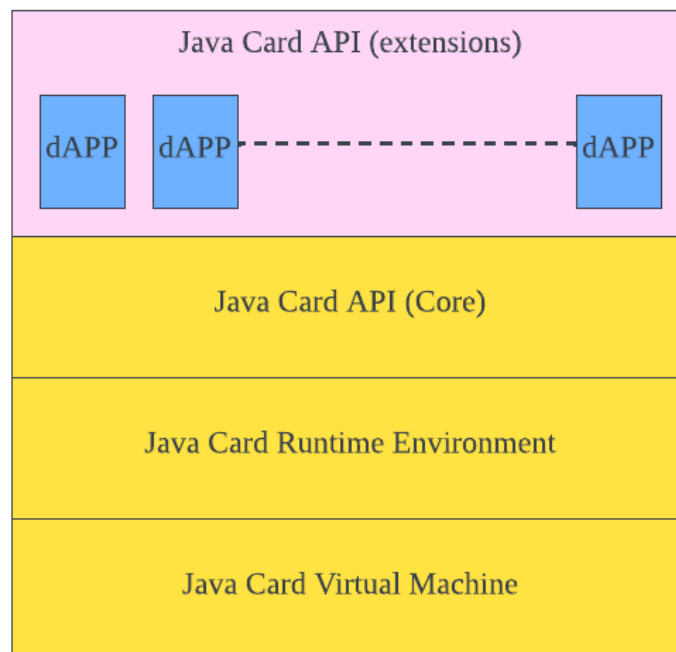 Java Card API (extensions)
dAPP dAPP dAPP
Java Card API (Core)
Java Card Runtime Environment
Java Card Virtual Machine